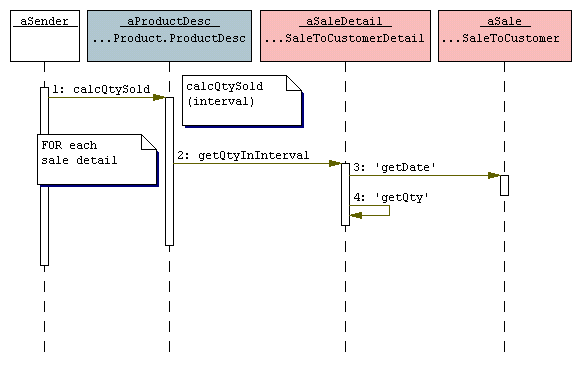 aSender
aProductDesc
...Product.ProductDesc
aSaleDetail
...SaleToCustomerDetail
aSale
...SaleToCustomer
1: calcQtySold
calcQtySold
(interval)
FOR each
sale detail
2: getQtyInInterval
3: 'getDate'
4: 'getQty'